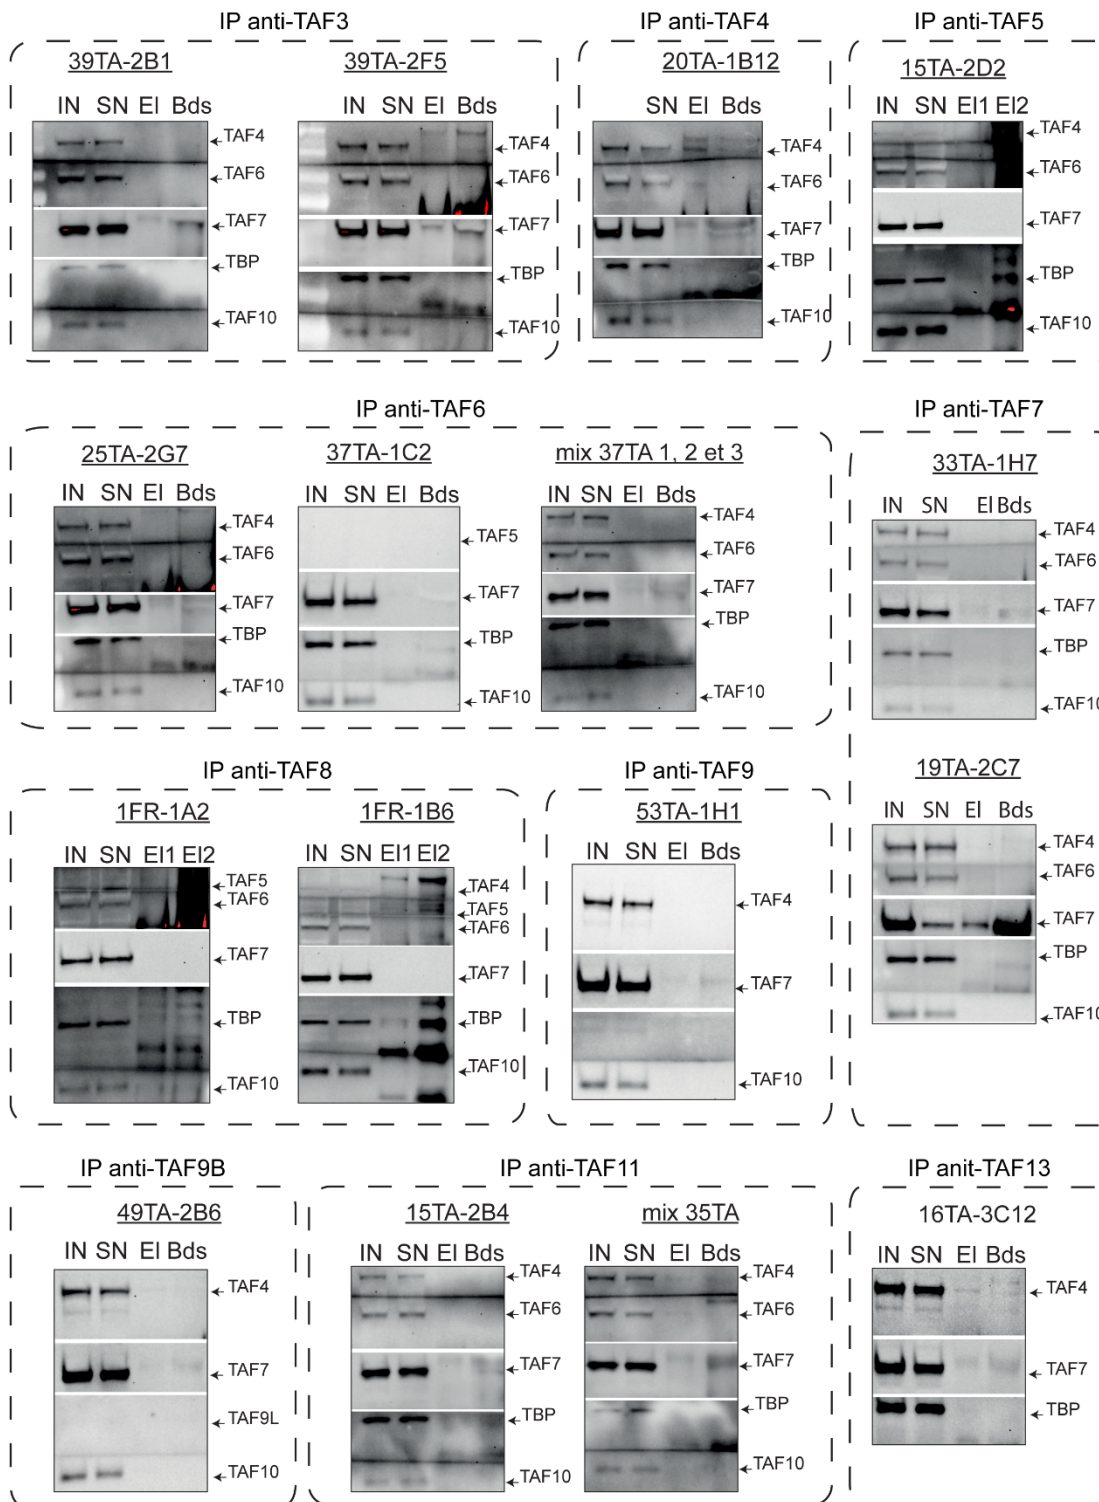 IP anti-TAF3
IP anti-TAF4
IP anti-TAF5
39TA-2B1
39TA-2F5
20TA-1B12
15TA-2D2
IN SN El Bds
IN SN El Bds
SN El
IN SN El1 El2
TAF4
TAF6
TAF7
TBP
TAF10
TAF4
TAF6
TAF7
TBP
TAF10
TAF4
TAF6
TAF7
TBP
TAF10
TAF4
TAF6
TAF7
TBP
TAF10
IP anti-TAF6
IP anti-TAF7
25TA-2G7
37TA-1C2
mix 37TA 1, 2 et 3
33TA-1H7
IN SN El Bds
IN SN El Bds
IN SN El Bds
IN SN El Bds
TAF4
TAF6
TAF7
TBP
TAF10
TAF5
TAF7
TBP
TAF10
TAF4
TAF6
TAF7
TBP
TAF10
TAF4
TAF6
TAF7
TBP
TAF10
IP anti-TAF8
IP anti-TAF9
19TA-2C7
1FR-1A2
1FR-1B6
53TA-1H1
IN SN El1 El2
IN SN El1 El2
IN SN El Bds
IN SN El Bds
TAF5
TAF6
TAF7
TBP
TAF10
TAF4
TAF5
TAF6
TAF7
TBP
TAF10
TAF4
TAF7
TAF10
TAF4
TAF6
TAF7
TBP
TAF10
IP anti-TAF9B
IP anti-TAF11
IP anit-TAF13
49TA-2B6
15TA-2B4
mix 35TA
16TA-3C12
IN SN El Bds
IN SN El Bds
IN SN El Bds
IN SN El Bds
TAF4
TAF7
TAF9L
TAF10
TAF4
TAF6
TAF7
TBP
TAF10
TAF4
TAF6
TAF7
TBP
TAF10
TAF4
TAF7
TBP